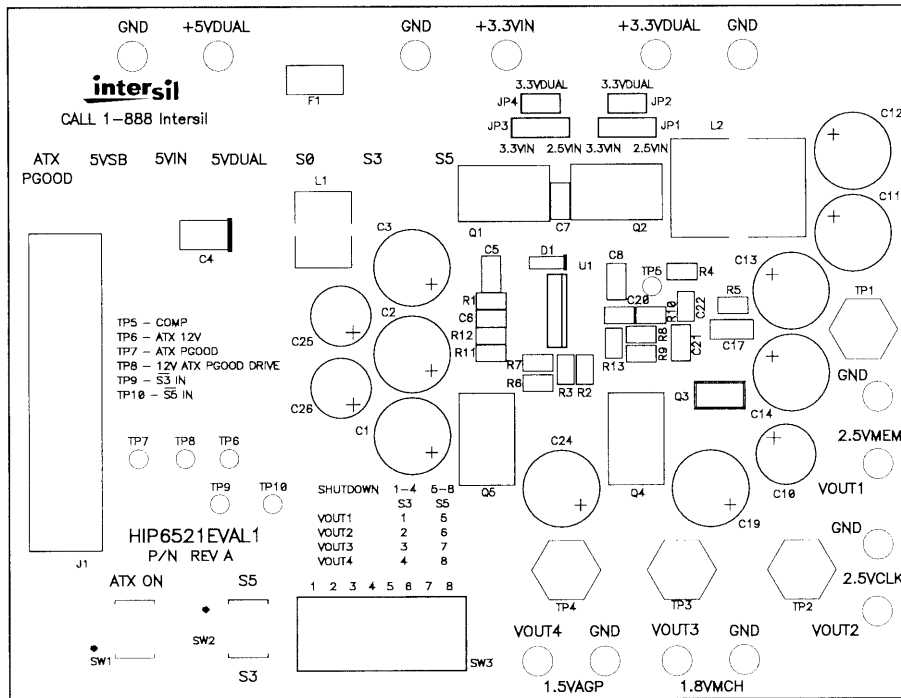 GND +5VDUAL GND +3.3VIN +3.3VDUAL GND
intersil
CALL 1-888 Intersil
F1
3.3VDUAL 3.3VDUAL
JP4 JP2
JP3 JP1
3.3VIN 2.5VIN 3.3VIN 2.5VIN
L2
C12
ATX PGOOD 5VSB 5VIN 5VDUAL S0 S3 S5
L1
Q1 C7 Q2
C11
C4
C3
C5 D1 U1 C8 TP5 R4
C13
TP1
R1 C20 R10 C22 R5
C6
C2
C25
R12 R8 C21 C17
R11 R13 R9
TP5 - COMP
TP6 - ATX 12V
TP7 - ATX PGOOD
TP8 - 12V ATX PGOOD DRIVE
TP9 - S3 IN
TP10 - S5 IN
R7
R6 R3 R2
GND
C26
C1
Q3 C14
2.5VMEM
TP7 TP8 TP6
C24
Q5 Q4
C10 VOUT1
TP9 TP10
C19
SHUTDOWN 1-4 5-8
S3 S5
VOUT1 1 5
VOUT2 2 6
VOUT3 3 7
VOUT4 4 8
HIP6521EVAL1
P/N REV A
J1
GND
ATX ON S5
1 2 3 4 5 6 7 8
2.5VCLK
TP4 TP3 TP2
SW2
SW1
S3
SW3
VOUT4 GND VOUT3 GND VOUT2
1.5VAGP 1.8VMCH